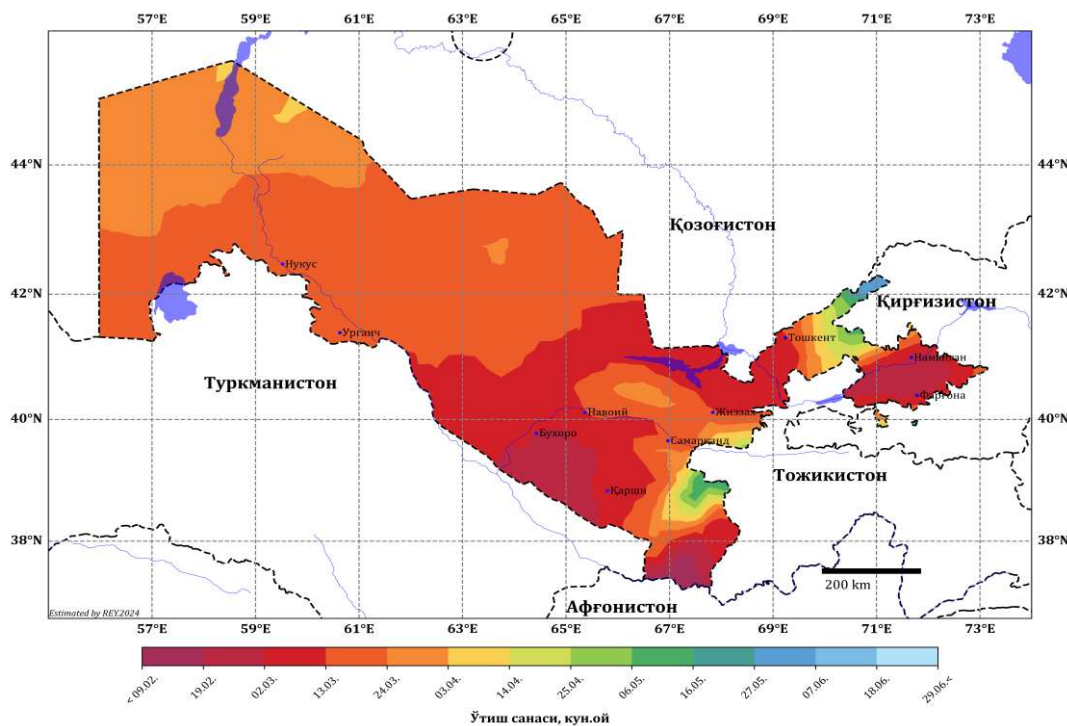 57°E 59°E 61°E 63°E 65°E 67°E 69°E 71°E 73°E
44°N 44°N
Қозоғистон
Нукус
42°N 42°N
Қирғизистон
Урганч Тошкент
Наманган
Туркманистон
Фарғона
40°N Навоий Жиззах 40°N
Бухоро Самарқанд
Тожикистон
Қарши
38°N 38°N
200 km
Афғонистон
Estimated by REY.2024
57°E 59°E 61°E 63°E 65°E 67°E 69°E 71°E 73°E
< 09.02. 19.02. 02.03. 13.03. 24.03. 03.04. 14.04. 25.04. 06.05. 16.05. 27.05. 07.06. 18.06. 29.06.<
Ўтиш санаси, кун.ой